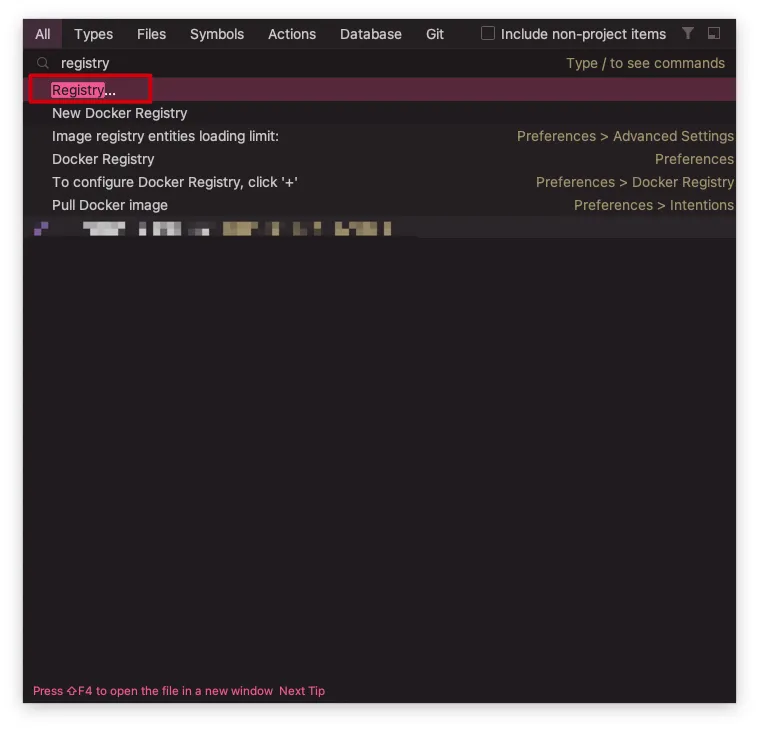 All Types Files Symbols Actions Database Git Include non-project items
registry Type / to see commands
Registry...
New Docker Registry
Image registry entities loading limit: Preferences > Advanced Settings
Docker Registry Preferences
To configure Docker Registry, click '+' Preferences > Docker Registry
Pull Docker image Preferences > Intentions
Press ⇧F4 to open the file in a new window Next Tip